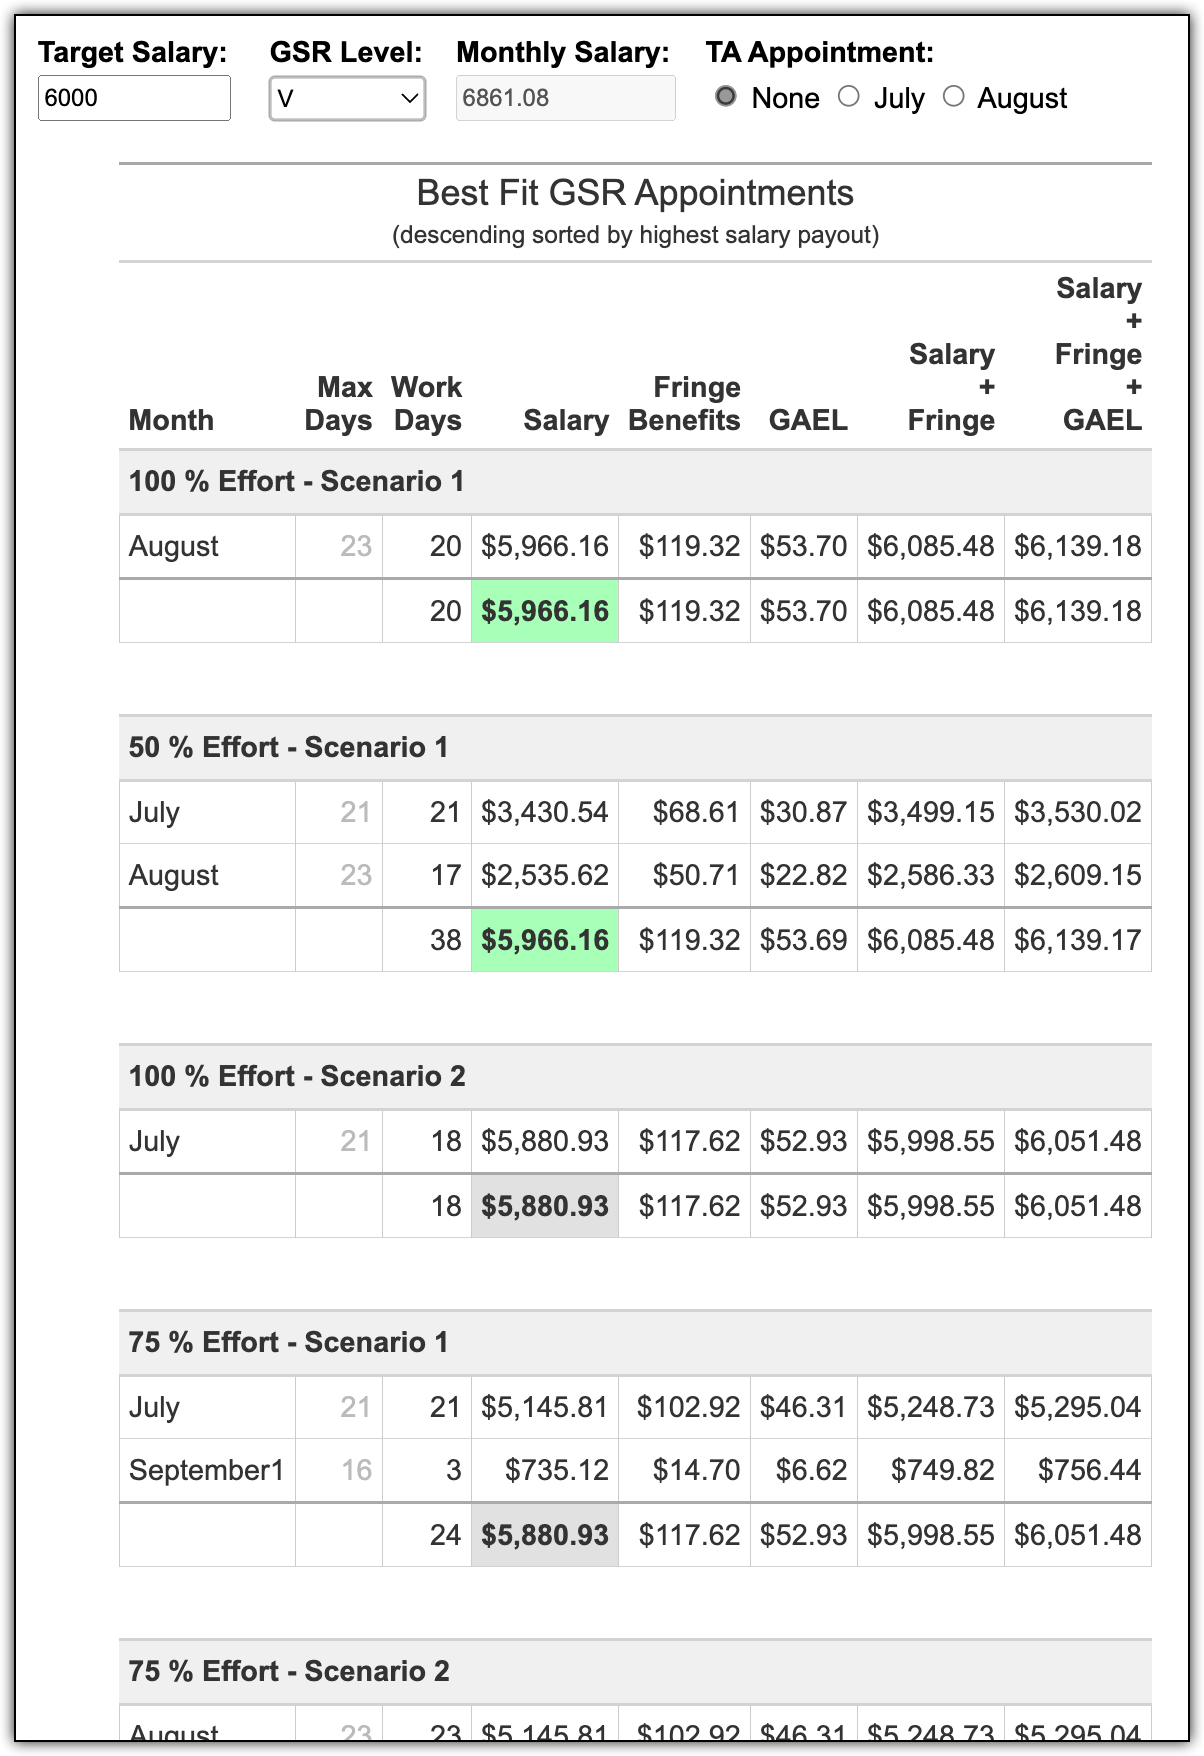 Target Salary: GSR Level: Monthly Salary: TA Appointment:
6000 V 6861.08 None July August
Best Fit GSR Appointments
(descending sorted by highest salary payout)
Month Max Days Work Days Salary Fringe Benefits GAEL Salary + Fringe Salary + Fringe + GAEL
100 % Effort - Scenario 1
August 23 20 $5,966.16 $119.32 $53.70 $6,085.48 $6,139.18
20 $5,966.16 $119.32 $53.70 $6,085.48 $6,139.18
50 % Effort - Scenario 1
July 21 21 $3,430.54 $68.61 $30.87 $3,499.15 $3,530.02
August 23 17 $2,535.62 $50.71 $22.82 $2,586.33 $2,609.15
38 $5,966.16 $119.32 $53.69 $6,085.48 $6,139.17
100 % Effort - Scenario 2
July 21 18 $5,880.93 $117.62 $52.93 $5,998.55 $6,051.48
18 $5,880.93 $117.62 $52.93 $5,998.55 $6,051.48
75 % Effort - Scenario 1
July 21 21 $5,145.81 $102.92 $46.31 $5,248.73 $5,295.04
September1 16 3 $735.12 $14.70 $6.62 $749.82 $756.44
24 $5,880.93 $117.62 $52.93 $5,998.55 $6,051.48
75 % Effort - Scenario 2
August 23 23 $5,145.81 $102.92 $46.31 $5,248.73 $5,295.04